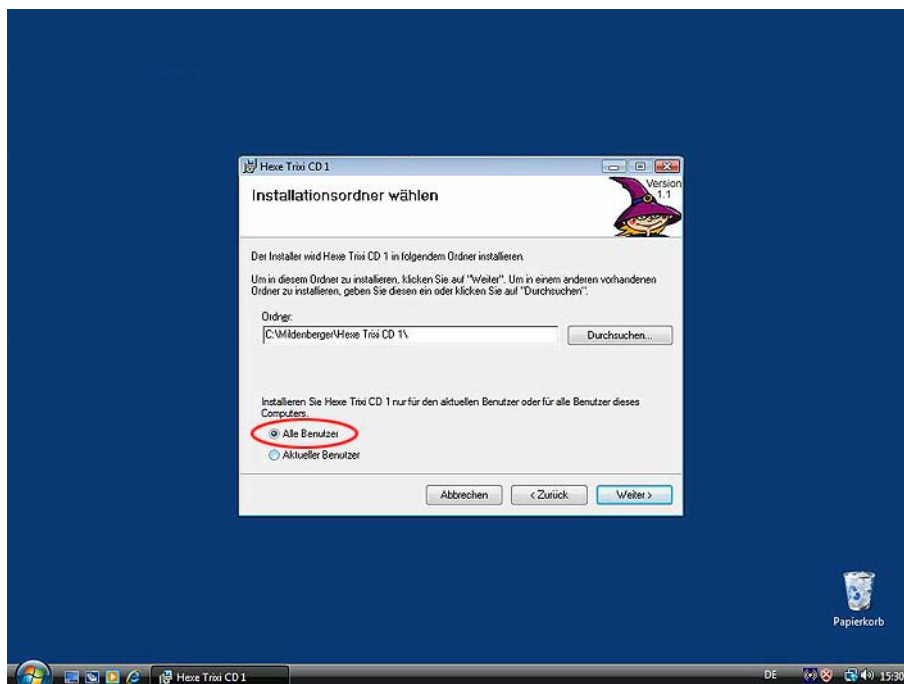 Hexe Trixi CD 1
Installationsordner wählen
Version
1.1
Der Installer wird Hexe Trixi CD 1 in folgendem Ordner installieren.
Um in diesem Ordner zu installieren, klicken Sie auf "Weiter". Um in einem anderen vorhandenen
Ordner zu installieren, geben Sie diesen ein oder klicken Sie auf "Durchsuchen".
Ordner:
C:\Mildenberger\Hexe Trixi CD 1\
Durchsuchen...
Installieren Sie Hexe Trixi CD 1 nur für den aktuellen Benutzer oder für alle Benutzer dieses
Computers.
Alle Benutzer
Aktueller Benutzer
Abbrechen
< Zurück
Weiter >
Papierkorb
Hexe Trixi CD 1
DE
15:30